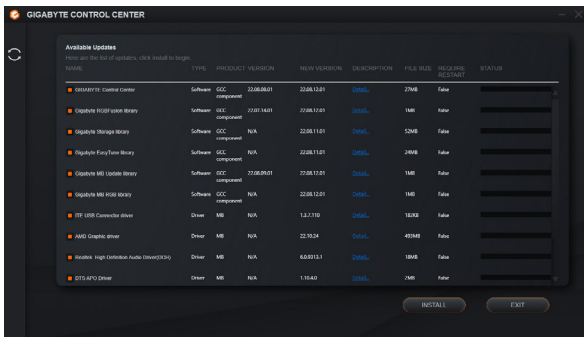 GIGABYTE CONTROL CENTER
Available Updates
Here are the list of updates, click install to begin
NAME TYPE PRODUCT VERSION NEW VERSION DESCRIPTION FILE SIZE REQUIRE RESTART STATUS
GIGABYTE Control Center Software GCC component 22.08.08.01 22.08.12.01 Detail... 27MB False
Gigabyte RGBFusion library Software GCC component 22.07.14.01 22.08.12.01 Detail... 1MB False
Gigabyte Storage library Software GCC component N/A 22.08.11.01 Detail... 52MB False
Gigabyte EasyTune library Software GCC component N/A 22.08.11.01 Detail... 24MB False
Gigabyte MB Update library Software GCC component 22.08.09.01 22.08.12.01 Detail... 1MB False
Gigabyte MB RGB library Software GCC component N/A 22.08.12.01 Detail... 1MB False
ITE USB Connector driver Driver MB N/A 1.3.7.110 Detail... 182KB False
AMD Graphic driver Driver MB N/A 22.10.24 Detail... 493MB False
Realtek High Definition Audio Driver(DCH) Driver MB N/A 6.0.9313.1 Detail... 18MB False
DTS APO Driver Driver MB N/A 1.10.4.0 Detail... 2MB False
INSTALL EXIT